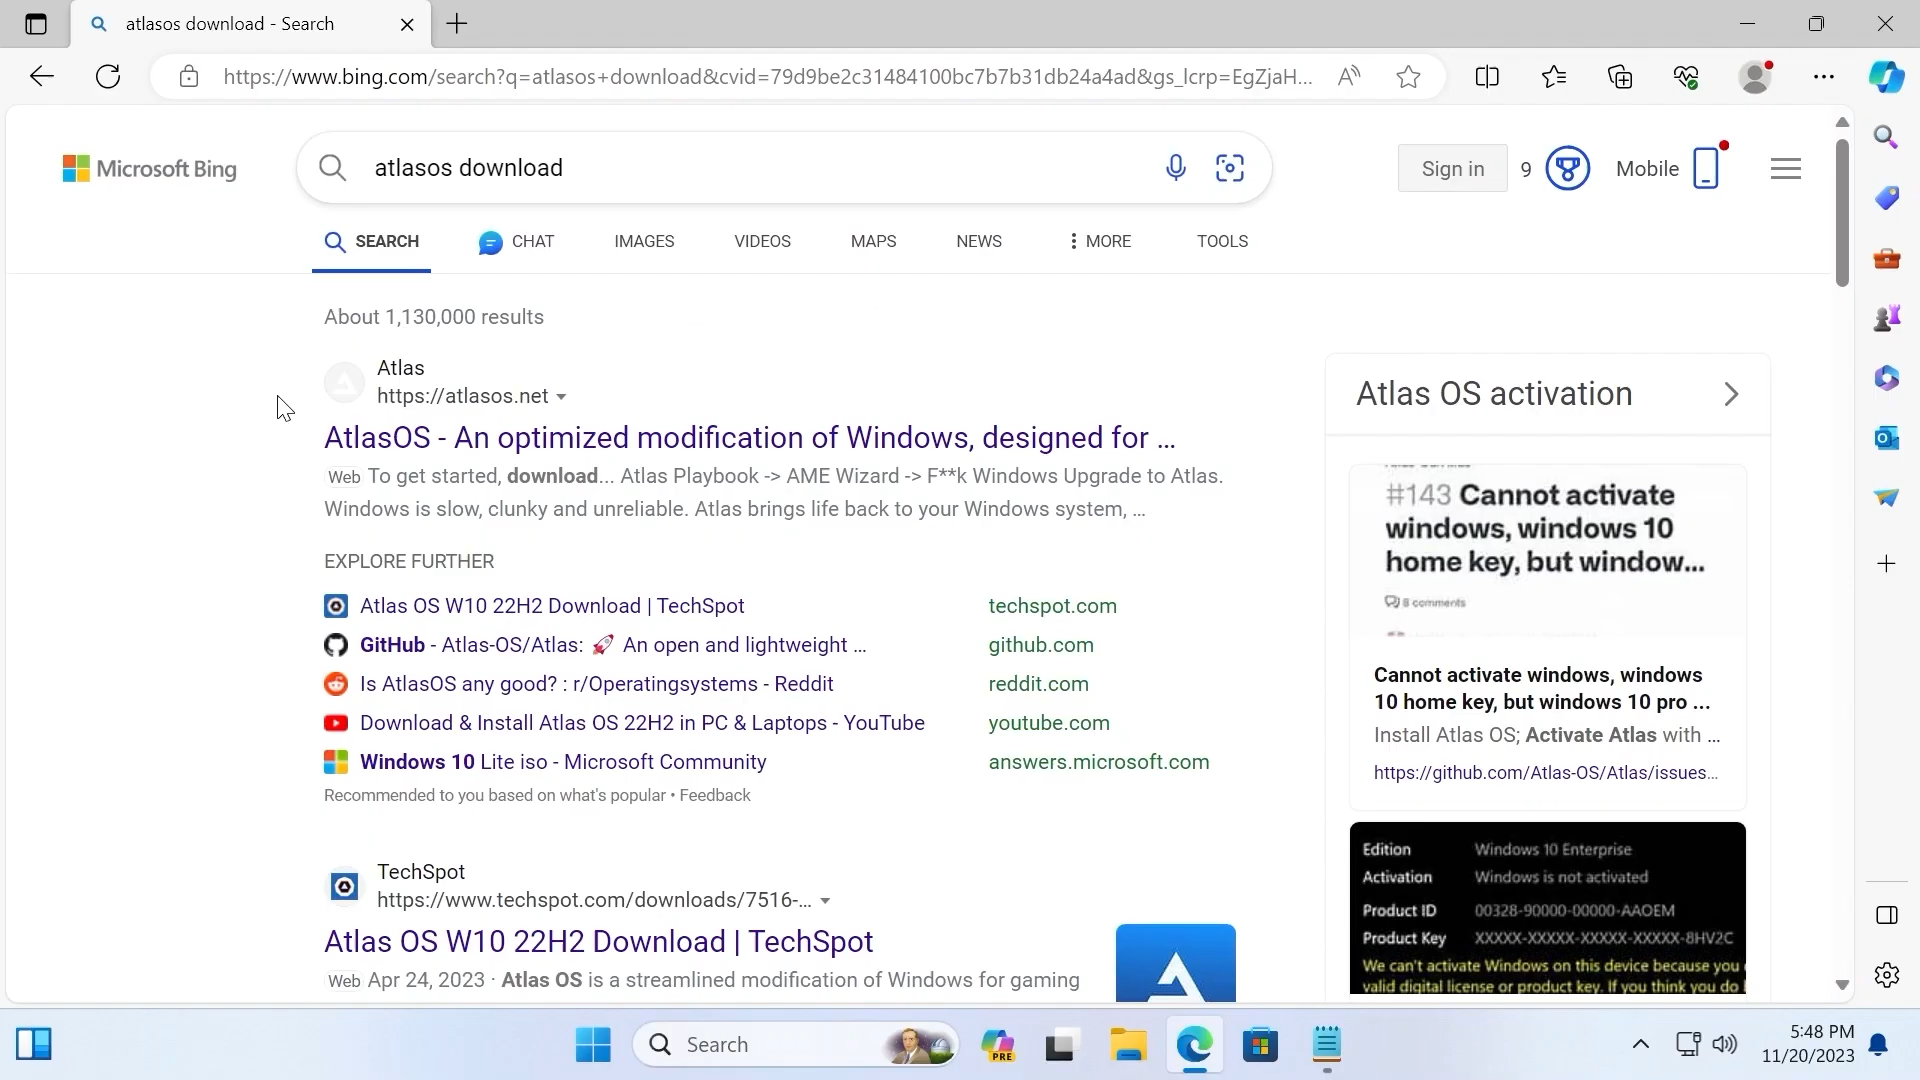 atlasos download - Search
https://www.bing.com/search?q=atlasos+download&cvid=79d9be2c31484100bc7b7b31db24a4ad&gs_lcrp=EgZjaH...
Microsoft Bing
atlasos download
Sign in
9
Mobile
SEARCH
CHAT
IMAGES
VIDEOS
MAPS
NEWS
MORE
TOOLS
About 1,130,000 results
Atlas
https://atlasos.net
AtlasOS - An optimized modification of Windows, designed for ...
Web To get started, download... Atlas Playbook -> AME Wizard -> F**k Windows Upgrade to Atlas.
Windows is slow, clunky and unreliable. Atlas brings life back to your Windows system, ...
EXPLORE FURTHER
Atlas OS W10 22H2 Download | TechSpot techspot.com
GitHub - Atlas-OS/Atlas: 🚀 An open and lightweight ... github.com
Is AtlasOS any good? : r/Operatingsystems - Reddit reddit.com
Download & Install Atlas OS 22H2 in PC & Laptops - YouTube youtube.com
Windows 10 Lite iso - Microsoft Community answers.microsoft.com
Recommended to you based on what's popular • Feedback
TechSpot
https://www.techspot.com/downloads/7516-...
Atlas OS W10 22H2 Download | TechSpot
Web Apr 24, 2023 · Atlas OS is a streamlined modification of Windows for gaming
Atlas OS activation
#143 Cannot activate
windows, windows 10
home key, but window...
8 comments
Cannot activate windows, windows
10 home key, but windows 10 pro ...
Install Atlas OS; Activate Atlas with ...
https://github.com/Atlas-OS/Atlas/issues...
Edition Windows 10 Enterprise
Activation Windows is not activated
Product ID 00328-90000-00000-AAOEM
Product Key XXXXX-XXXXX-XXXXX-XXXXX-8HV2C
We can't activate Windows on this device because you
valid digital license or product key. If you think you do
Search
PRE
5:48 PM
11/20/2023